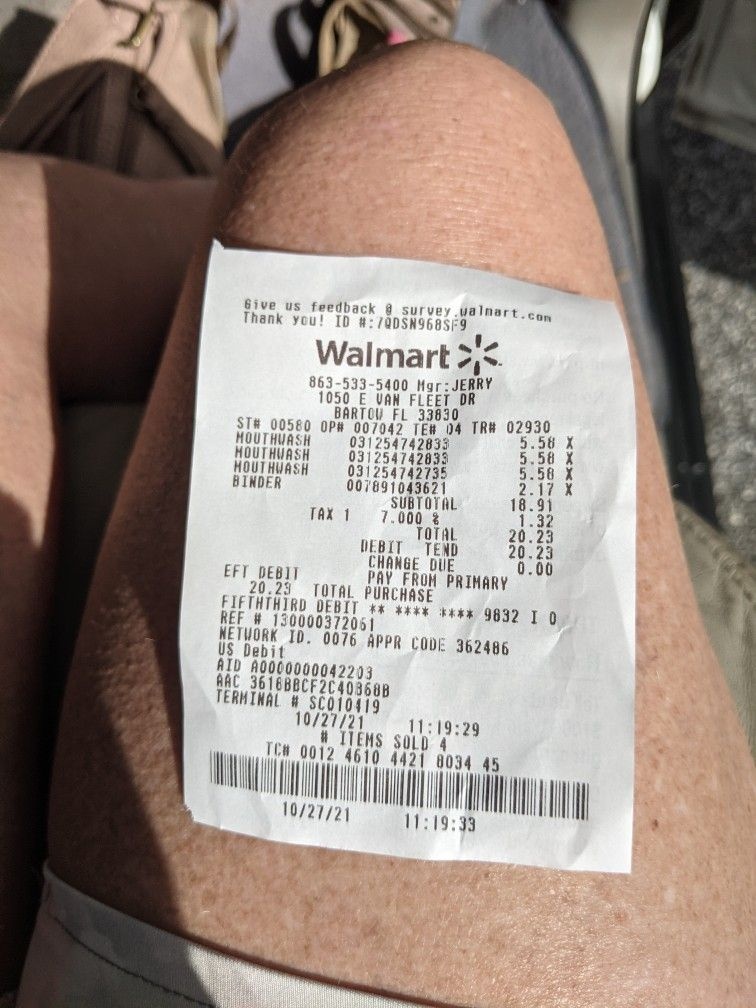 Give us feedback @ survey.walmart.com
Thank you! ID #:7QDSN968SF9
Walmart
863-533-5400 Mgr:JERRY
1050 E VAN FLEET DR
BARTOW FL 33830
ST# 00580 OP# 007042 TE# 04 TR# 02930
MOUTHWASH 031254742833 5.58 X
MOUTHWASH 031254742833 5.58 X
MOUTHWASH 031254742735 5.58 X
BINDER 007891043621 2.17 X
SUBTOTAL 18.91
TAX 1 7.000 % 1.32
TOTAL 20.23
DEBIT TEND 20.23
CHANGE DUE 0.00
EFT DEBIT PAY FROM PRIMARY
20.23 TOTAL PURCHASE
FIFTHTHIRD DEBIT ** **** **** 9832 I 0
REF # 130000372061
NETWORK ID. 0076 APPR CODE 362486
US Debit
AID A0000000042203
AAC 3618BBCF2C40B68B
TERMINAL # SC010419
10/27/21 11:19:29
# ITEMS SOLD 4
TC# 0012 4610 4421 8034 45
10/27/21 11:19:33